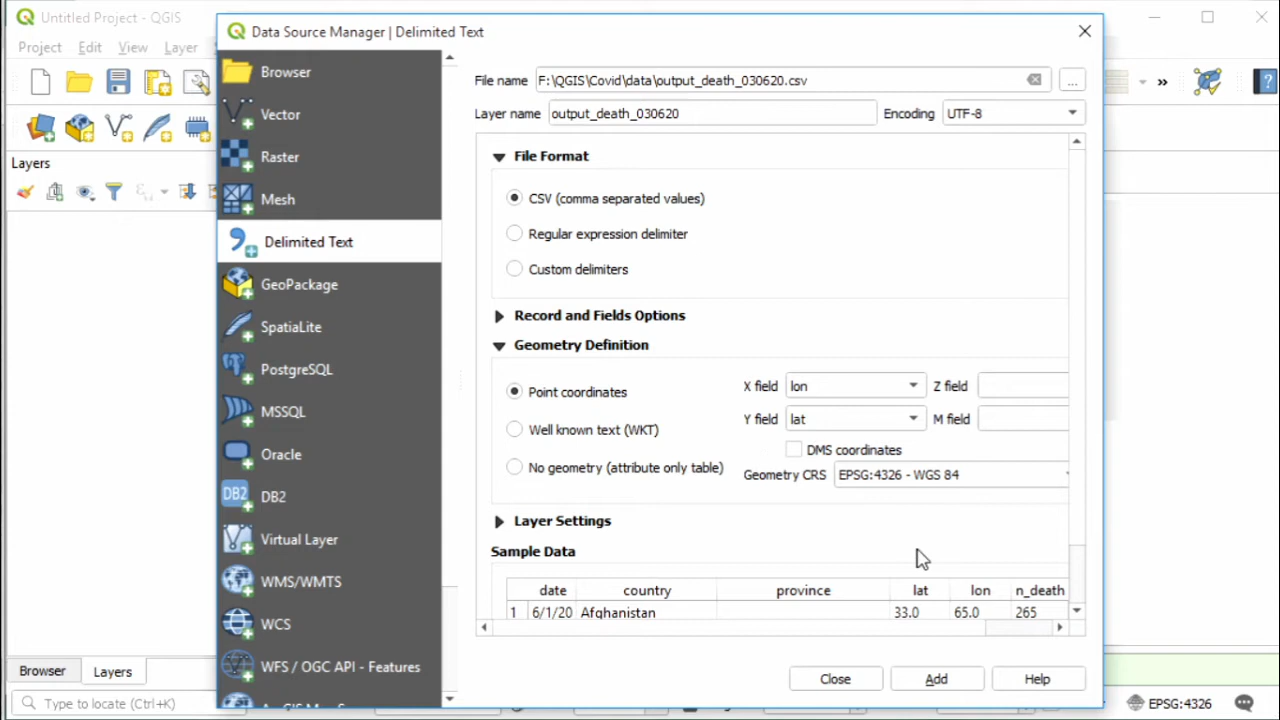 Untitled Project - QGIS
Project Edit View Layer
Layers
Browser Layers
Type to locate (Ctrl+K)
EPSG:4326
Data Source Manager | Delimited Text
Browser
Vector
Raster
Mesh
Delimited Text
GeoPackage
SpatiaLite
PostgreSQL
MSSQL
Oracle
DB2
DB2
Virtual Layer
WMS/WMTS
WCS
WFS / OGC API - Features
File name F:\QGIS\Covid\data\output_death_030620.csv ...
Layer name output_death_030620 Encoding UTF-8
File Format
CSV (comma separated values)
Regular expression delimiter
Custom delimiters
Record and Fields Options
Geometry Definition
Point coordinates X field lon Z field
Y field lat M field
Well known text (WKT)
DMS coordinates
No geometry (attribute only table) Geometry CRS EPSG:4326 - WGS 84
Layer Settings
Sample Data
date country province lat lon n_death
1 6/1/20 Afghanistan 33.0 65.0 265
Close Add Help